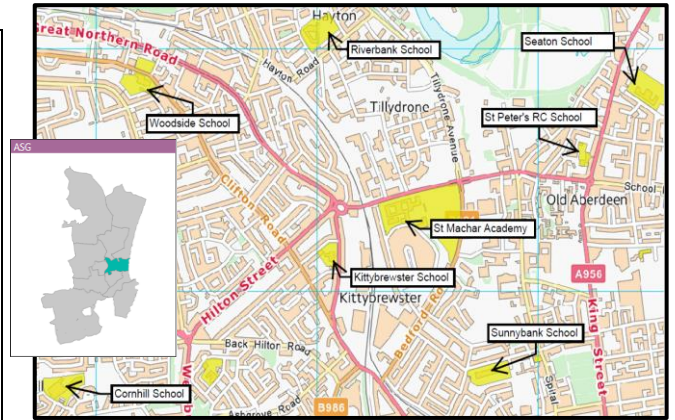 Hayton
Great Northern Road
Riverbank School
Seaton School
Hayton Road
Tillydrone
Tillydrone Avenue
Woodside School
St Peter's RC School
ASG
Clifton Road
School
Old Aberdeen
St Machar Academy
Kittybrewster School
A956
Hilton Street
Kittybrewster
Bedford Ro
King Street
Sunnybank School
Back Hilton Road
Cornhill School
Spital
Ashgrove Road
B986